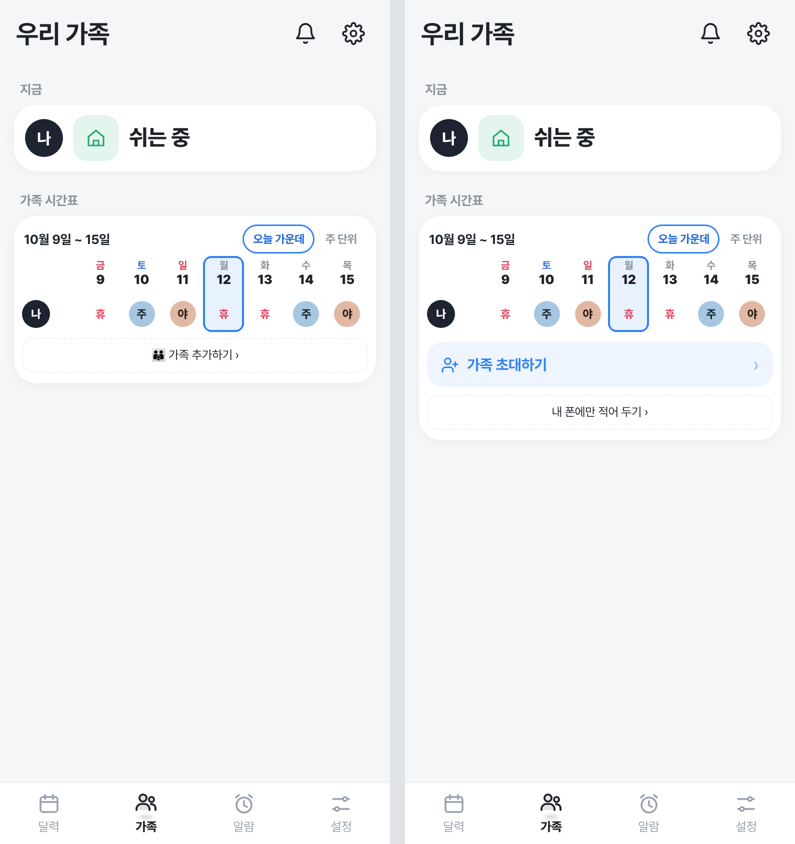 우리 가족
지금
나 쉬는 중
가족 시간표
10월 9일 ~ 15일 오늘 가운데 주 단위
금 토 일 월 화 수 목
9 10 11 12 13 14 15
나 휴 주 야 휴 휴 주 야
가족 추가하기 ›
달력 가족 알람 설정
우리 가족
지금
나 쉬는 중
가족 시간표
10월 9일 ~ 15일 오늘 가운데 주 단위
금 토 일 월 화 수 목
9 10 11 12 13 14 15
나 휴 주 야 휴 휴 주 야
가족 초대하기 ›
내 폰에만 적어 두기 ›
달력 가족 알람 설정